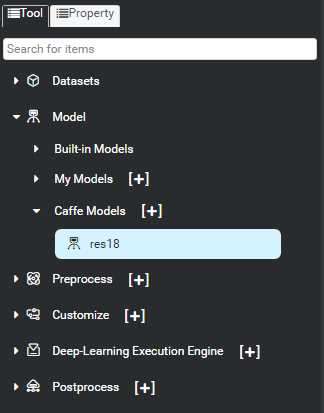 Tool Property
Search for items
Datasets
Model
Built-in Models
My Models [+]
Caffe Models [+]
res18
Preprocess [+]
Customize [+]
Deep-Learning Execution Engine [+]
Postprocess [+]